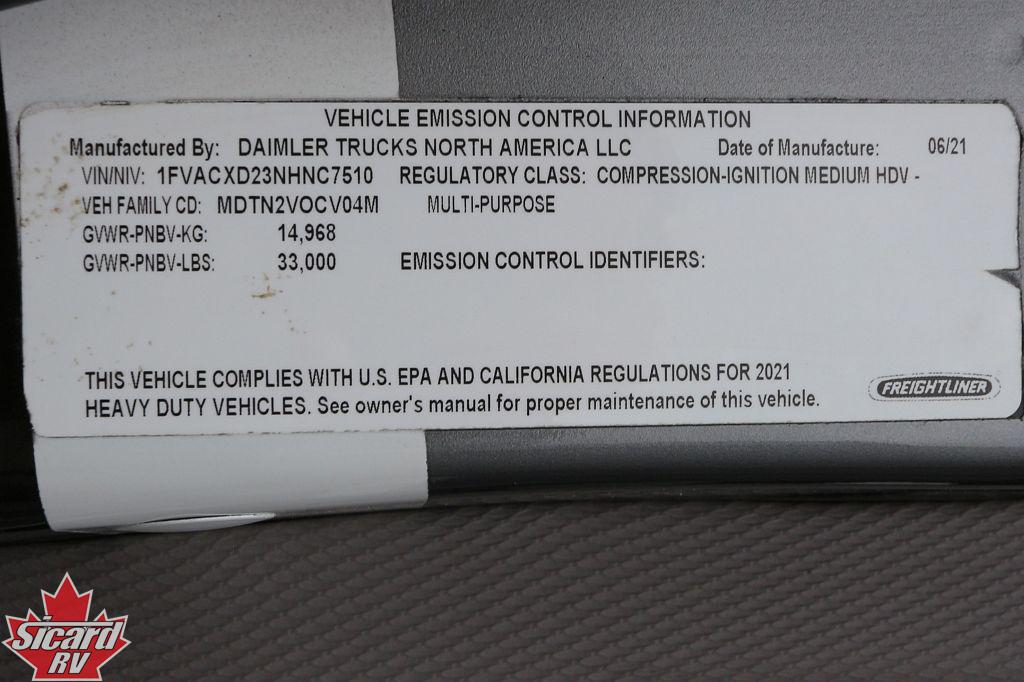 VEHICLE EMISSION CONTROL INFORMATION
Manufactured By: DAIMLER TRUCKS NORTH AMERICA LLC Date of Manufacture: 06/21
VIN/NIV: 1FVACXD23NHNC7510 REGULATORY CLASS: COMPRESSION-IGNITION MEDIUM HDV -
VEH FAMILY CD: MDTN2VOCV04M MULTI-PURPOSE
GVWR-PNBV-KG: 14,968
GVWR-PNBV-LBS: 33,000 EMISSION CONTROL IDENTIFIERS:
THIS VEHICLE COMPLIES WITH U.S. EPA AND CALIFORNIA REGULATIONS FOR 2021
HEAVY DUTY VEHICLES. See owner's manual for proper maintenance of this vehicle.
FREIGHTLINER
Sicard
RV